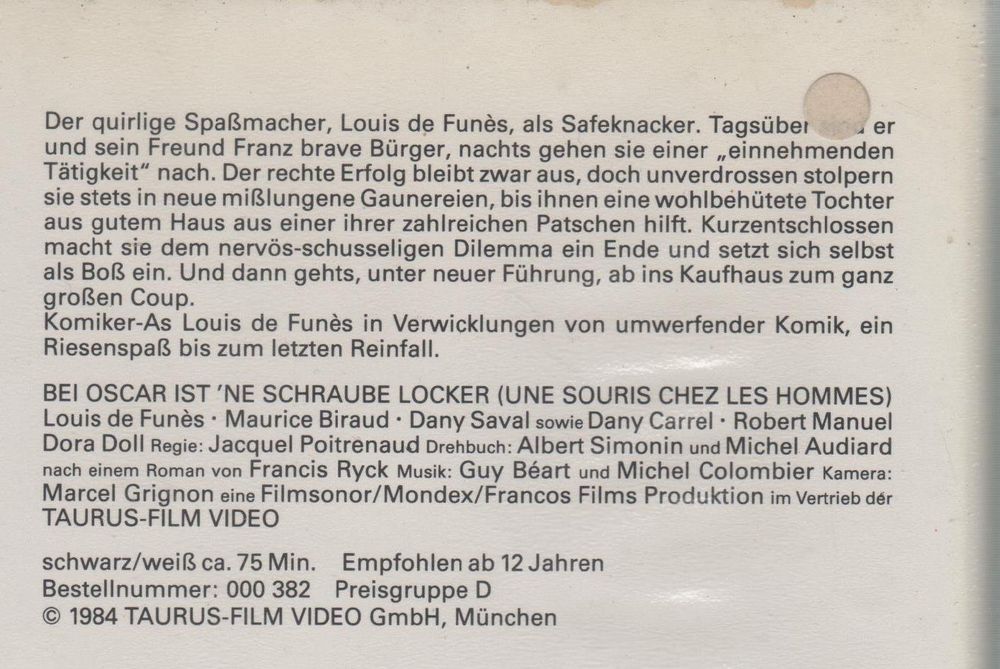 Der quirlige Spaßmacher, Louis de Funès, als Safeknacker. Tagsüber er
und sein Freund Franz brave Bürger, nachts gehen sie einer „einnehmenden
Tätigkeit“ nach. Der rechte Erfolg bleibt zwar aus, doch unverdrossen stolpern
sie stets in neue mißlungene Gaunereien, bis ihnen eine wohlbehütete Tochter
aus gutem Haus aus einer ihrer zahlreichen Patschen hilft. Kurzentschlossen
macht sie dem nervös-schusseligen Dilemma ein Ende und setzt sich selbst
als Boß ein. Und dann gehts, unter neuer Führung, ab ins Kaufhaus zum ganz
großen Coup.
Komiker-As Louis de Funès in Verwicklungen von umwerfender Komik, ein
Riesenspaß bis zum letzten Reinfall.
BEI OSCAR IST ’NE SCHRAUBE LOCKER (UNE SOURIS CHEZ LES HOMMES)
Louis de Funès · Maurice Biraud · Dany Saval sowie Dany Carrel · Robert Manuel
Dora Doll Regie: Jacquel Poitrenaud Drehbuch: Albert Simonin und Michel Audiard
nach einem Roman von Francis Ryck Musik: Guy Béart und Michel Colombier Kamera:
Marcel Grignon eine Filmsonor/Mondex/Francos Films Produktion im Vertrieb der
TAURUS-FILM VIDEO
schwarz/weiß ca. 75 Min. Empfohlen ab 12 Jahren
Bestellnummer: 000 382 Preisgruppe D
© 1984 TAURUS-FILM VIDEO GmbH, München